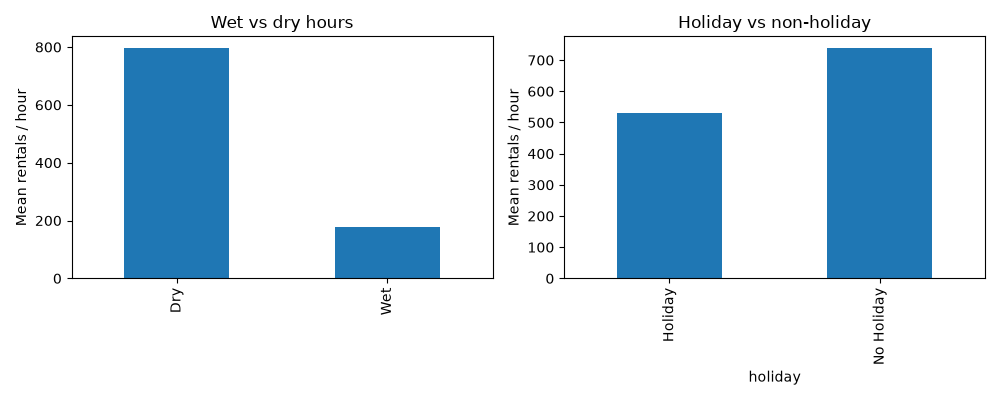 Wet vs dry hours
Mean rentals / hour
800
600
400
200
0
Dry
Wet
Holiday vs non-holiday
Mean rentals / hour
700
600
500
400
300
200
100
0
Holiday
No Holiday
holiday